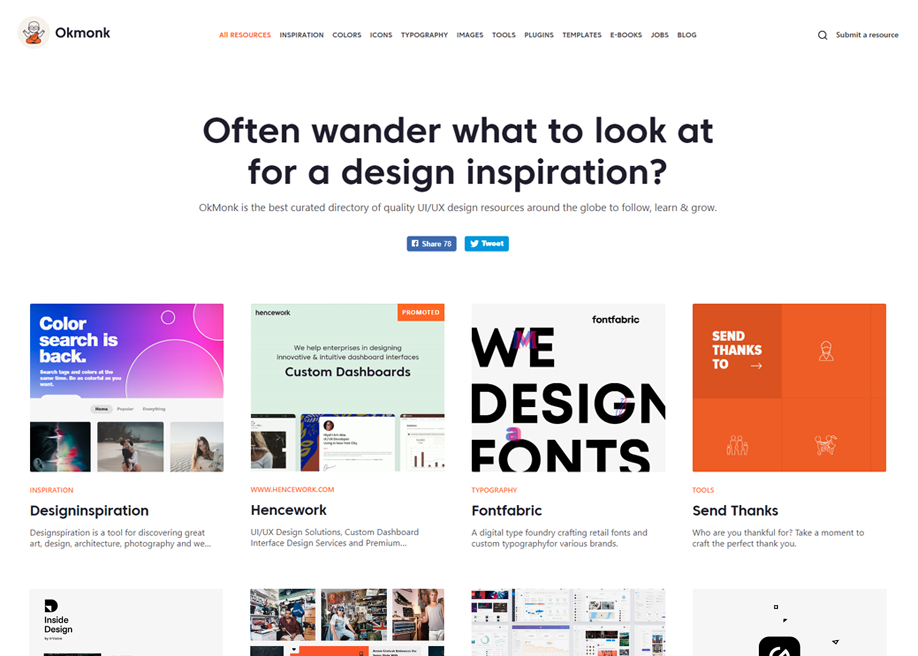 Okmonk
All RESOURCES INSPIRATION COLORS ICONS TYPOGRAPHY IMAGES TOOLS PLUGINS TEMPLATES E-BOOKS JOBS BLOG
Submit a resource
Often wander what to look at
for a design inspiration?
OkMonk is the best curated directory of quality UI/UX design resources around the globe to follow, learn & grow.
Share 78
Tweet
Color
search is
back.
Search tags and colors at the
same time. Be as colorful as you
want.
Home Popular Everything
INSPIRATION
Designinspiration
Designspiration is a tool for discovering great
art, design, architecture, photography and we...
hencework
PROMOTED
We help enterprises in designing
innovative & intuitive dashboard interfaces
Custom Dashboards
WWW.HENCEWORK.COM
Hencework
UI/UX Design Solutions, Custom Dashboard
Interface Design Services and Premium...
fontfabric
WE
DESIGN
FONTS
TYPOGRAPHY
Fontfabric
A digital type foundry crafting retail fonts and
custom typographyfor various brands.
SEND
THANKS
TO
TOOLS
Send Thanks
Who are you thankful for? Take a moment to
craft the perfect thank you.
Inside
Design